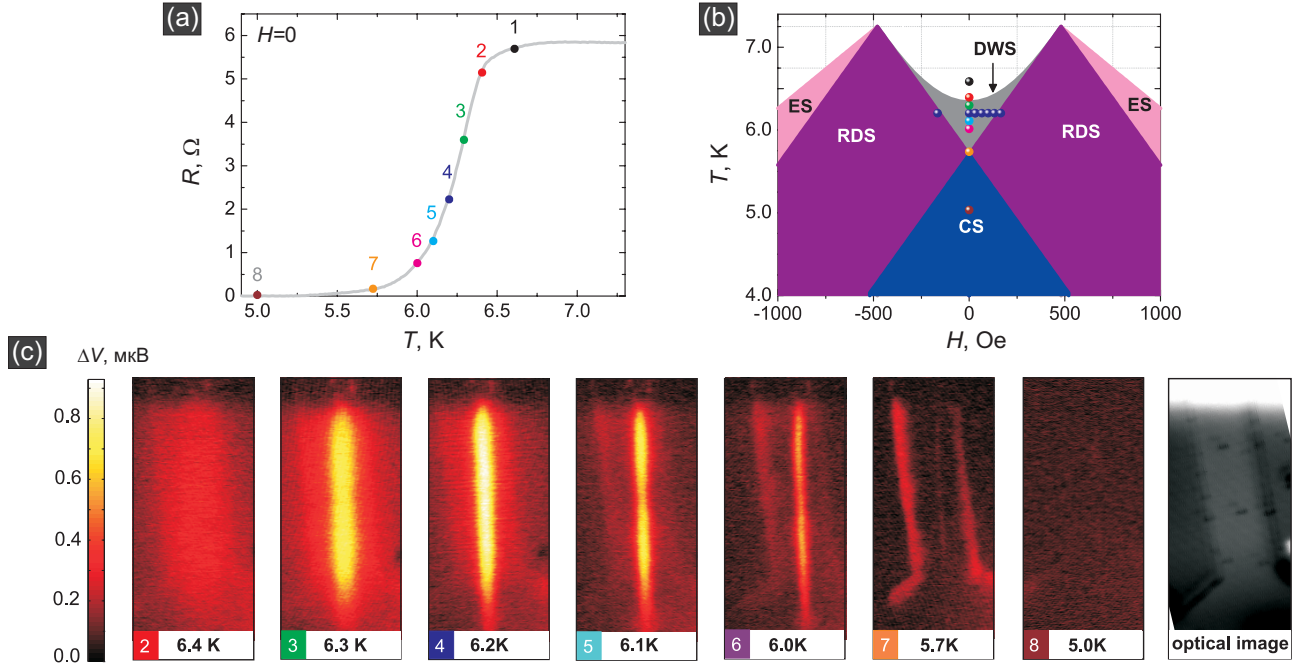 (a)
H=0
R, Ω
6
5
4
3
2
1
0
1
2
3
4
5
6
7
8
5.0
5.5
6.0
6.5
7.0
T, K
(b)
T, K
7.0
6.0
5.0
4.0
DWS
ES
ES
RDS
RDS
CS
-1000
-500
0
500
1000
H, Oe
(c)
ΔV, мкВ
0.8
0.6
0.4
0.2
0.0
2 6.4 K
3 6.3 K
4 6.2K
5 6.1K
6 6.0K
7 5.7K
8 5.0K
optical image